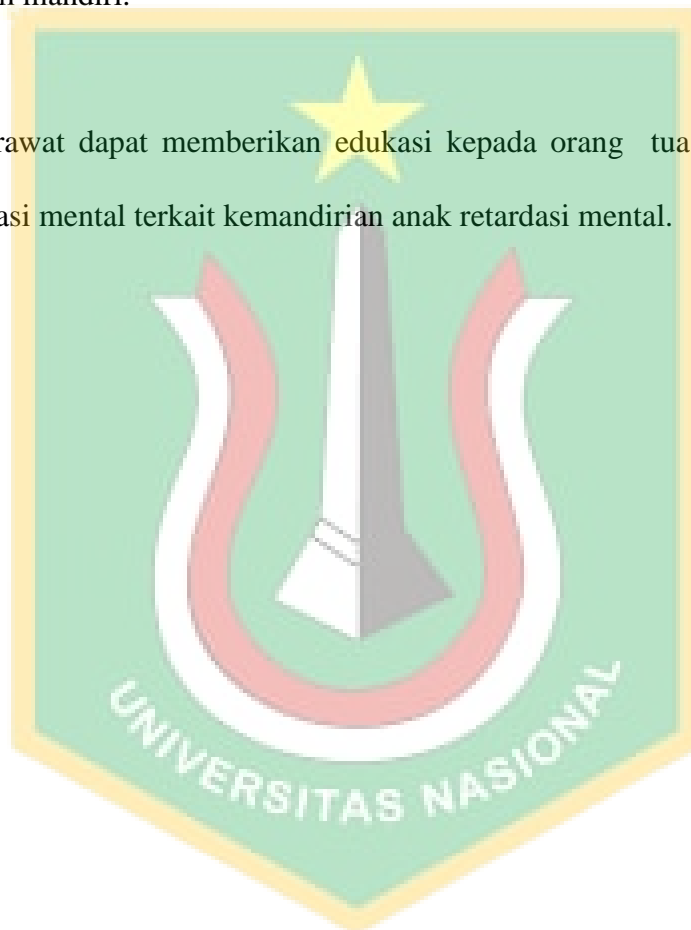 mandiri.
rawat dapat memberikan edukasi kepada orang tua
asi mental terkait kemandirian anak retardasi mental.
UNIVERSITAS NASIONAL